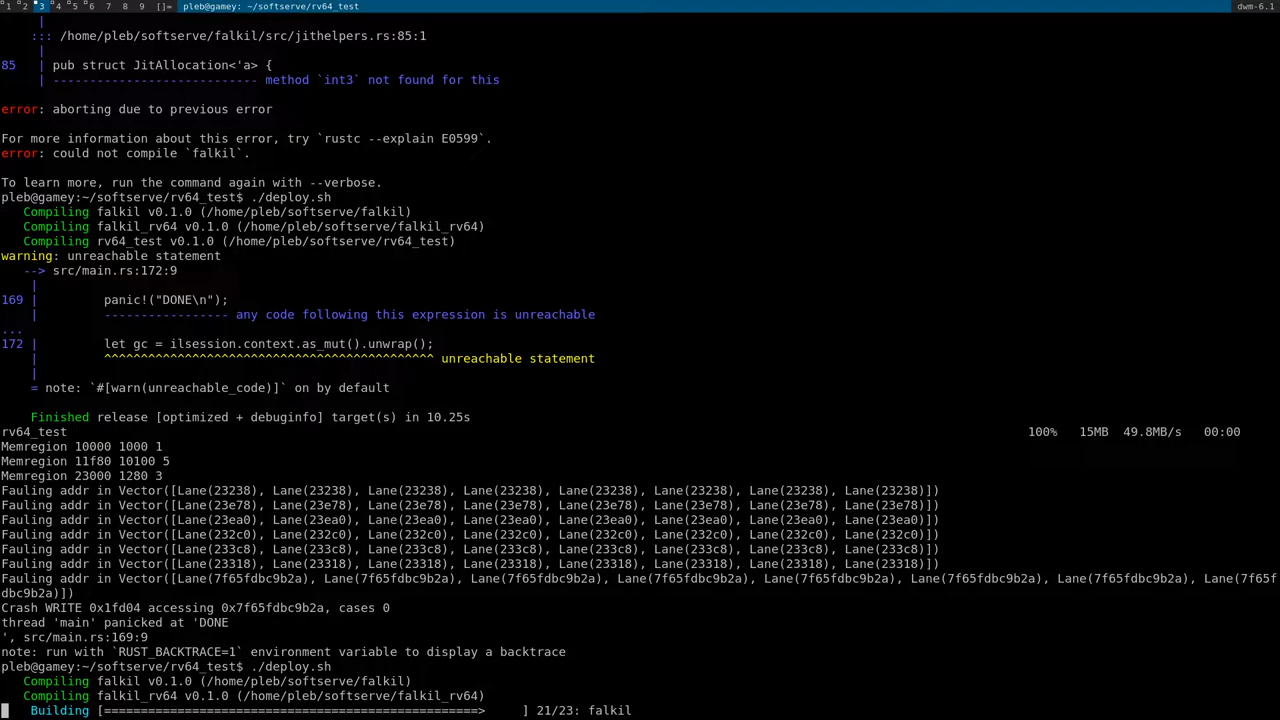 1 2 3 4 5 6 7 8 9 []= pleb@gamey: ~/softserve/rv64_test dwm-6.1
|
::: /home/pleb/softserve/falkil/src/jithelpers.rs:85:1
|
85 | pub struct JitAllocation<'a> {
| --------------------------- method `int3` not found for this
error: aborting due to previous error
For more information about this error, try `rustc --explain E0599`.
error: could not compile `falkil`.
To learn more, run the command again with --verbose.
pleb@gamey:~/softserve/rv64_test$ ./deploy.sh
Compiling falkil v0.1.0 (/home/pleb/softserve/falkil)
Compiling falkil_rv64 v0.1.0 (/home/pleb/softserve/falkil_rv64)
Compiling rv64_test v0.1.0 (/home/pleb/softserve/rv64_test)
warning: unreachable statement
--> src/main.rs:172:9
|
169 | panic!("DONE\n");
| ----------------- any code following this expression is unreachable
...
172 | let gc = ilsession.context.as_mut().unwrap();
| ^^^^^^^^^^^^^^^^^^^^^^^^^^^^^^^^^^^^^^^^^^^^^ unreachable statement
|
= note: `#[warn(unreachable_code)]` on by default
Finished release [optimized + debuginfo] target(s) in 10.25s
rv64_test 100% 15MB 49.8MB/s 00:00
Memregion 10000 1000 1
Memregion 11f80 10100 5
Memregion 23000 1280 3
Fauling addr in Vector([Lane(23238), Lane(23238), Lane(23238), Lane(23238), Lane(23238), Lane(23238), Lane(23238), Lane(23238)])
Fauling addr in Vector([Lane(23e78), Lane(23e78), Lane(23e78), Lane(23e78), Lane(23e78), Lane(23e78), Lane(23e78), Lane(23e78)])
Fauling addr in Vector([Lane(23ea0), Lane(23ea0), Lane(23ea0), Lane(23ea0), Lane(23ea0), Lane(23ea0), Lane(23ea0), Lane(23ea0)])
Fauling addr in Vector([Lane(232c0), Lane(232c0), Lane(232c0), Lane(232c0), Lane(232c0), Lane(232c0), Lane(232c0), Lane(232c0)])
Fauling addr in Vector([Lane(233c8), Lane(233c8), Lane(233c8), Lane(233c8), Lane(233c8), Lane(233c8), Lane(233c8), Lane(233c8)])
Fauling addr in Vector([Lane(23318), Lane(23318), Lane(23318), Lane(23318), Lane(23318), Lane(23318), Lane(23318), Lane(23318)])
Fauling addr in Vector([Lane(7f65fdbc9b2a), Lane(7f65fdbc9b2a), Lane(7f65fdbc9b2a), Lane(7f65fdbc9b2a), Lane(7f65fdbc9b2a), Lane(7f65fdbc9b2a), Lane(7f65fdbc9b2a), Lane(7f65f
dbc9b2a)])
Crash WRITE 0x1fd04 accessing 0x7f65fdbc9b2a, cases 0
thread 'main' panicked at 'DONE
', src/main.rs:169:9
note: run with `RUST_BACKTRACE=1` environment variable to display a backtrace
pleb@gamey:~/softserve/rv64_test$ ./deploy.sh
Compiling falkil v0.1.0 (/home/pleb/softserve/falkil)
Compiling falkil_rv64 v0.1.0 (/home/pleb/softserve/falkil_rv64)
Building [===================================================> ] 21/23: falkil